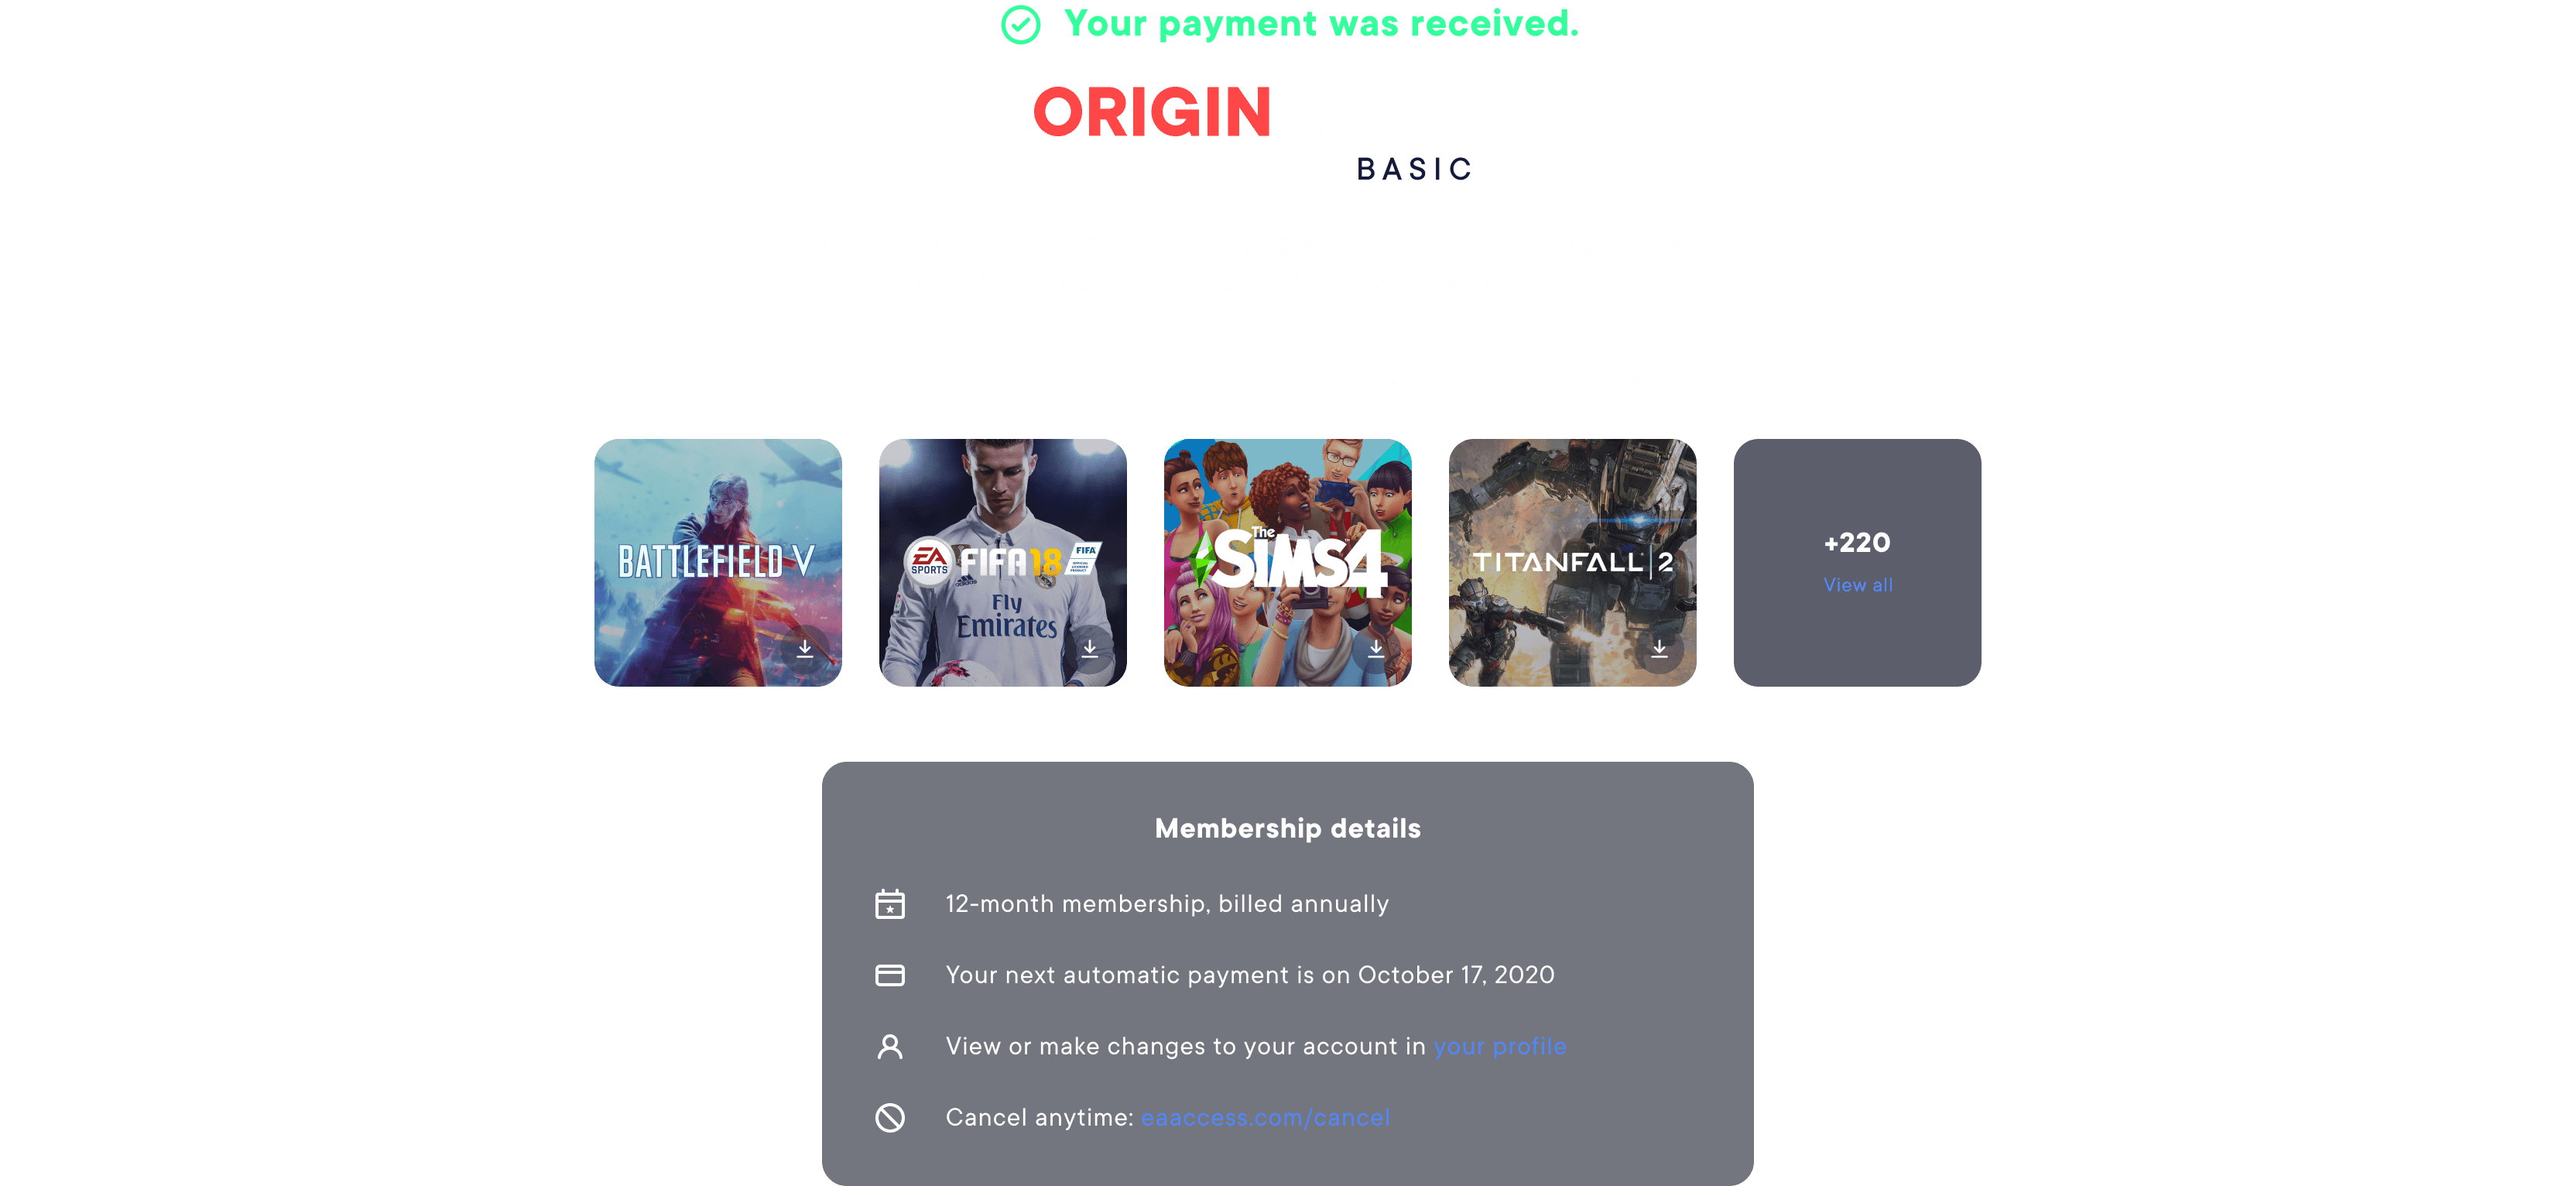 Your payment was received.
ORIGIN
BASIC
BATTLEFIELD V
EA SPORTS FIFA 18 FIFA
Fly
Emirates
The
SIMS4
TITANFALL|2
+220
View all
Membership details
12-month membership, billed annually
Your next automatic payment is on October 17, 2020
View or make changes to your account in your profile
Cancel anytime: eaaccess.com/cancel